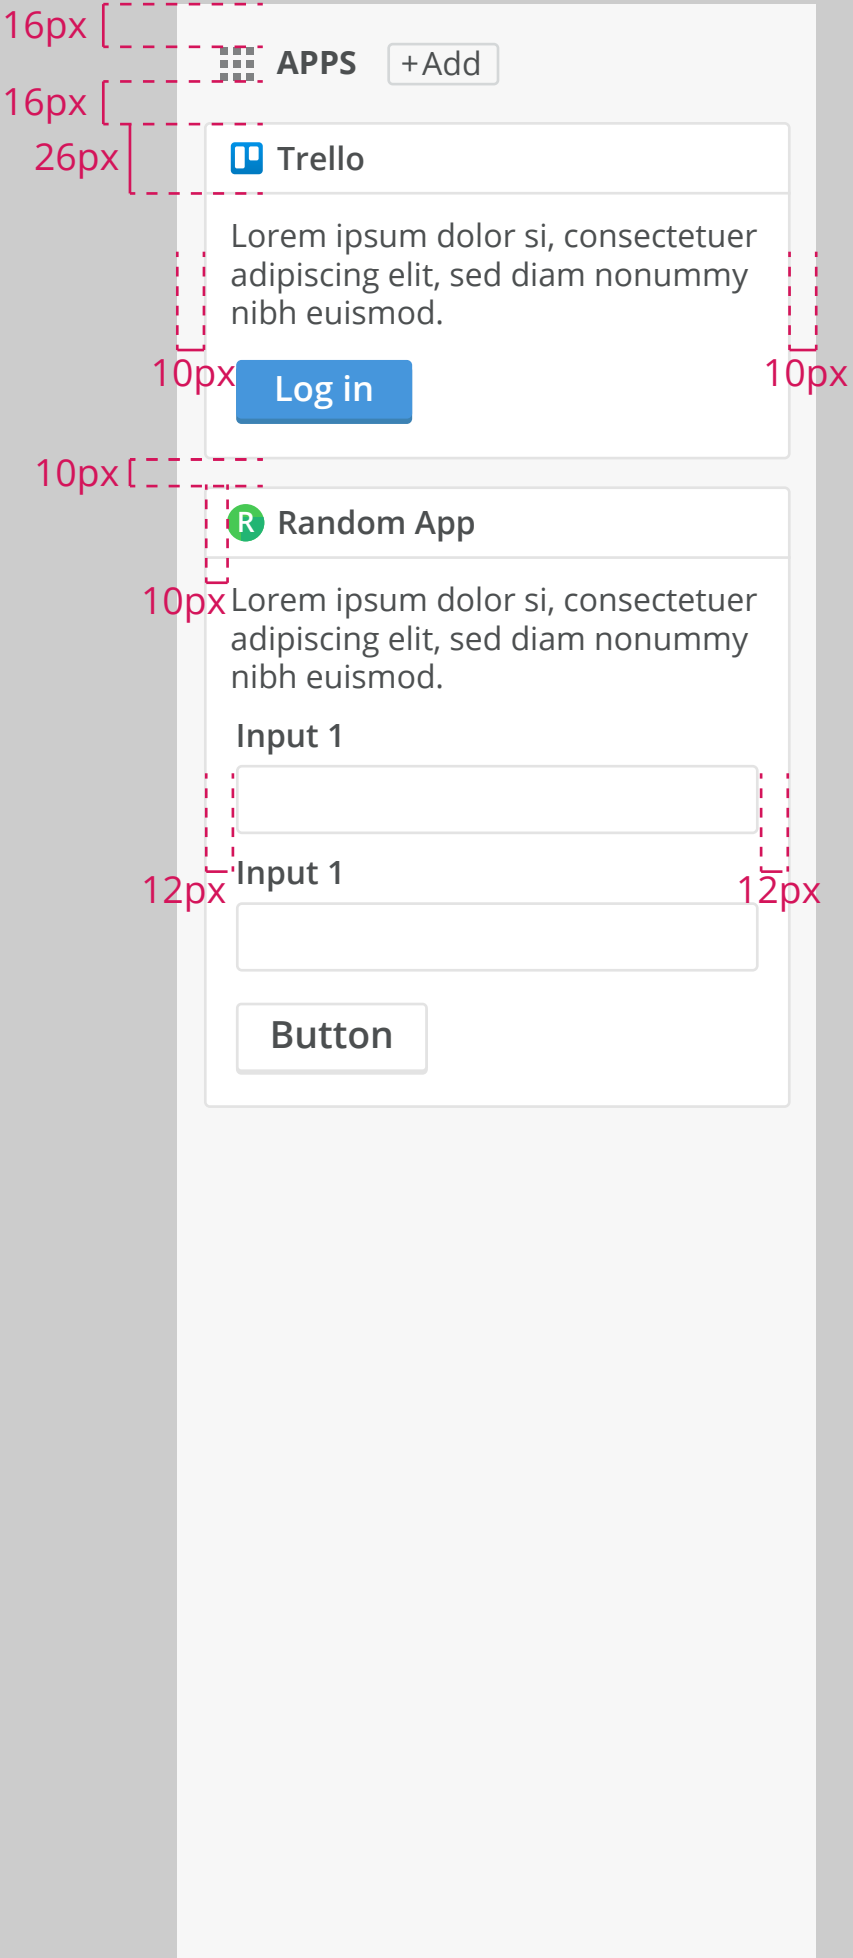 16px
APPS
+Add
16px
26px
Trello
Lorem ipsum dolor si, consectetuer
adipiscing elit, sed diam nonummy
nibh euismod.
10px
10px
Log in
10px
R
Random App
10px
Lorem ipsum dolor si, consectetuer
adipiscing elit, sed diam nonummy
nibh euismod.
Input 1
Input 1
12px
12px
Button